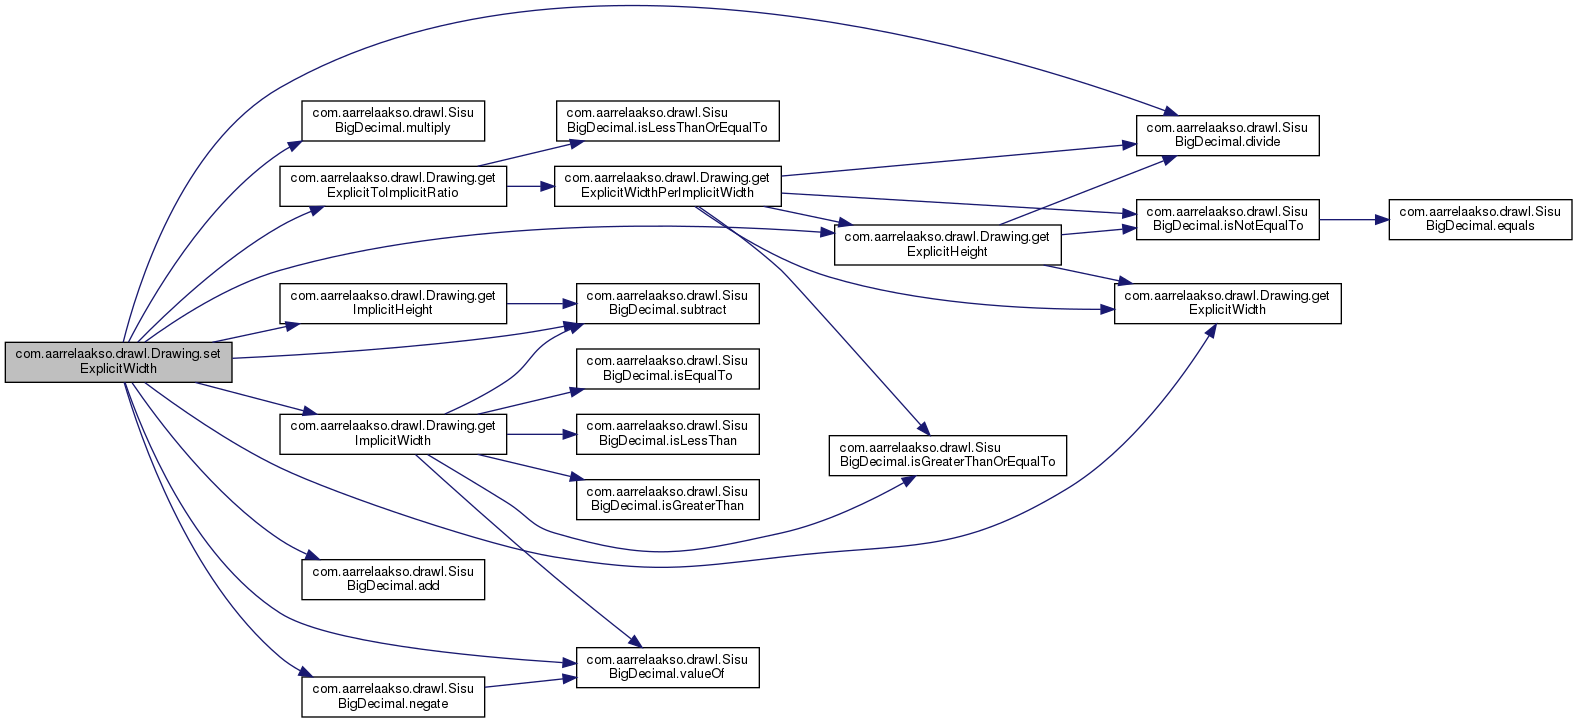 com.aarrelaakso.drawl.Sisu
BigDecimal.multiply
com.aarrelaakso.drawl.Sisu
BigDecimal.isLessThanOrEqualTo
com.aarrelaakso.drawl.Sisu
BigDecimal.divide
com.aarrelaakso.drawl.Drawing.get
ExplicitToImplicitRatio
com.aarrelaakso.drawl.Drawing.get
ExplicitWidthPerImplicitWidth
com.aarrelaakso.drawl.Sisu
BigDecimal.isNotEqualTo
com.aarrelaakso.drawl.Sisu
BigDecimal.equals
com.aarrelaakso.drawl.Drawing.get
ExplicitHeight
com.aarrelaakso.drawl.Drawing.get
ImplicitHeight
com.aarrelaakso.drawl.Sisu
BigDecimal.subtract
com.aarrelaakso.drawl.Drawing.get
ExplicitWidth
com.aarrelaakso.drawl.Drawing.set
ExplicitWidth
com.aarrelaakso.drawl.Sisu
BigDecimal.isEqualTo
com.aarrelaakso.drawl.Drawing.get
ImplicitWidth
com.aarrelaakso.drawl.Sisu
BigDecimal.isLessThan
com.aarrelaakso.drawl.Sisu
BigDecimal.isGreaterThanOrEqualTo
com.aarrelaakso.drawl.Sisu
BigDecimal.isGreaterThan
com.aarrelaakso.drawl.Sisu
BigDecimal.add
com.aarrelaakso.drawl.Sisu
BigDecimal.valueOf
com.aarrelaakso.drawl.Sisu
BigDecimal.negate